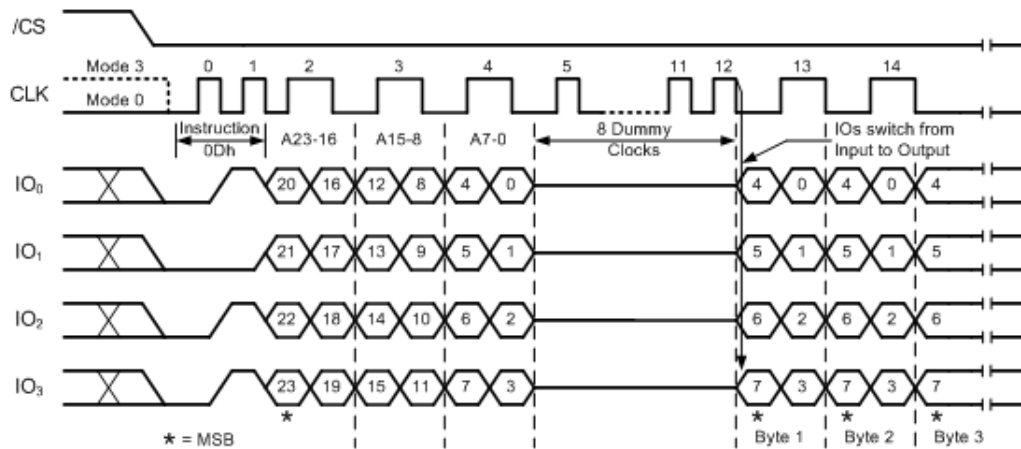 /CS
Mode 3 0 1 2 3 4 5 11 12 13 14
CLK Mode 0
Instruction 0Dh A23-16 A15-8 A7-0 8 Dummy Clocks IOs switch from Input to Output
IO0 20 16 12 8 4 0 4 0 4 0 4
IO1 21 17 13 9 5 1 5 1 5 1 5
IO2 22 18 14 10 6 2 6 2 6 2 6
IO3 23 19 15 11 7 3 7 3 7 3 7
* * * *
* = MSB Byte 1 Byte 2 Byte 3